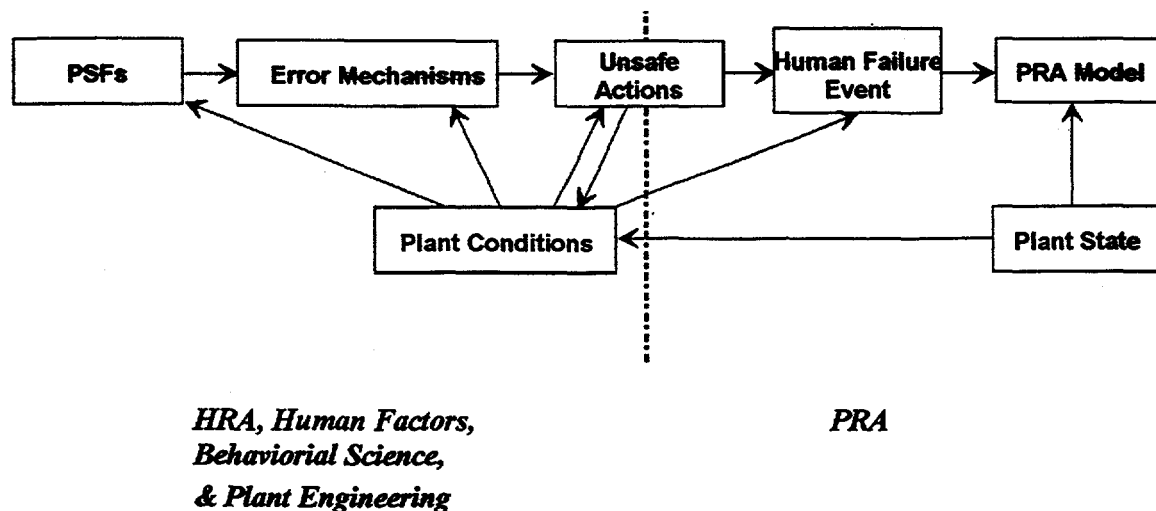 PSFs
Error Mechanisms
Unsafe
Actions
Human Failure
Event
PRA Model
Plant Conditions
Plant State
HRA, Human Factors,
Behaviorial Science,
& Plant Engineering
PRA